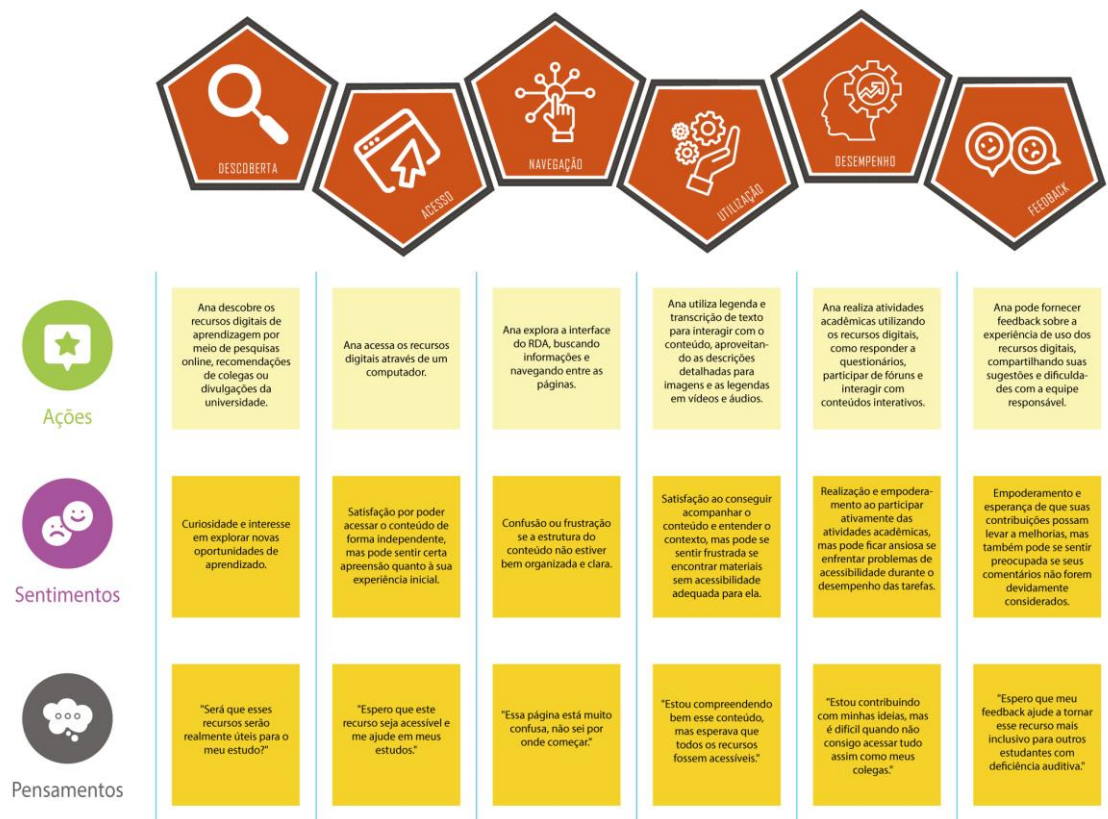 DESCOBERTA
ACESSO
NAVEGAÇÃO
UTILIZAÇÃO
DESEMPENHO
FEEDBACK
Ações
Ana descobre os
recursos digitais de
aprendizagem por
meio de pesquisas
online, recomendações
de colegas ou
divulgações da
universidade.
Ana acessa os recursos
digitais através de um
computador.
Ana explora a interface
do RDA, buscando
informações e
navegando entre as
páginas.
Ana utiliza legenda e
transcrição de texto
para interagir com o
conteúdo, aproveitan-
do as descrições
detalhadas para
imagens e as legendas
em vídeos e áudios.
Ana realiza atividades
acadêmicas utilizando
os recursos digitais,
como responder a
questionários,
participar de fóruns e
interagir com
conteúdos interativos.
Ana pode fornecer
feedback sobre a
experiência de uso dos
recursos digitais,
compartilhando suas
sugestões e dificulda-
des com a equipe
responsável.
Sentimentos
Curiosidade e interesse
em explorar novas
oportunidades de
aprendizado.
Satisfação por poder
acessar o conteúdo de
forma independente,
mas pode sentir certa
apreensão quanto à sua
experiência inicial.
Confusão ou frustração
se a estrutura do
conteúdo não estiver
bem organizada e clara.
Satisfação ao conseguir
acompanhar o
conteúdo e entender o
contexto, mas pode se
sentir frustrada se
encontrar materiais
sem acessibilidade
adequada para ela.
Realização e empodera-
mento ao participar
ativamente das
atividades acadêmicas,
mas pode ficar ansiosa se
enfrentar problemas de
acessibilidade durante o
desempenho das tarefas.
Empoderamento e
esperança de que suas
contribuições possam
levar a melhorias, mas
também pode se sentir
preocupada se seus
comentários não forem
devidamente
considerados.
Pensamentos
"Será que esses
recursos serão
realmente úteis para o
meu estudo?"
"Espero que este
recurso seja acessível e
me ajude em meus
estudos."
"Essa página está muito
confusa, não sei por
onde começar."
"Estou compreendendo
bem esse conteúdo,
mas esperava que
todos os recursos
fossem acessíveis."
"Estou contribuindo
com minhas ideias, mas
é difícil quando não
consigo acessar tudo
assim como meus
colegas."
"Espero que meu
feedback ajude a tornar
esse recurso mais
inclusivo para outros
estudantes com
deficiência auditiva."